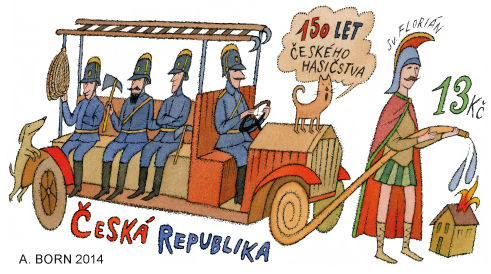 150 LET
ČESKÉHO
HASIČSTVA
Sv. FLORIÁN
13 Kč
ČESKÁ REPUBLIKA
A. BORN 2014